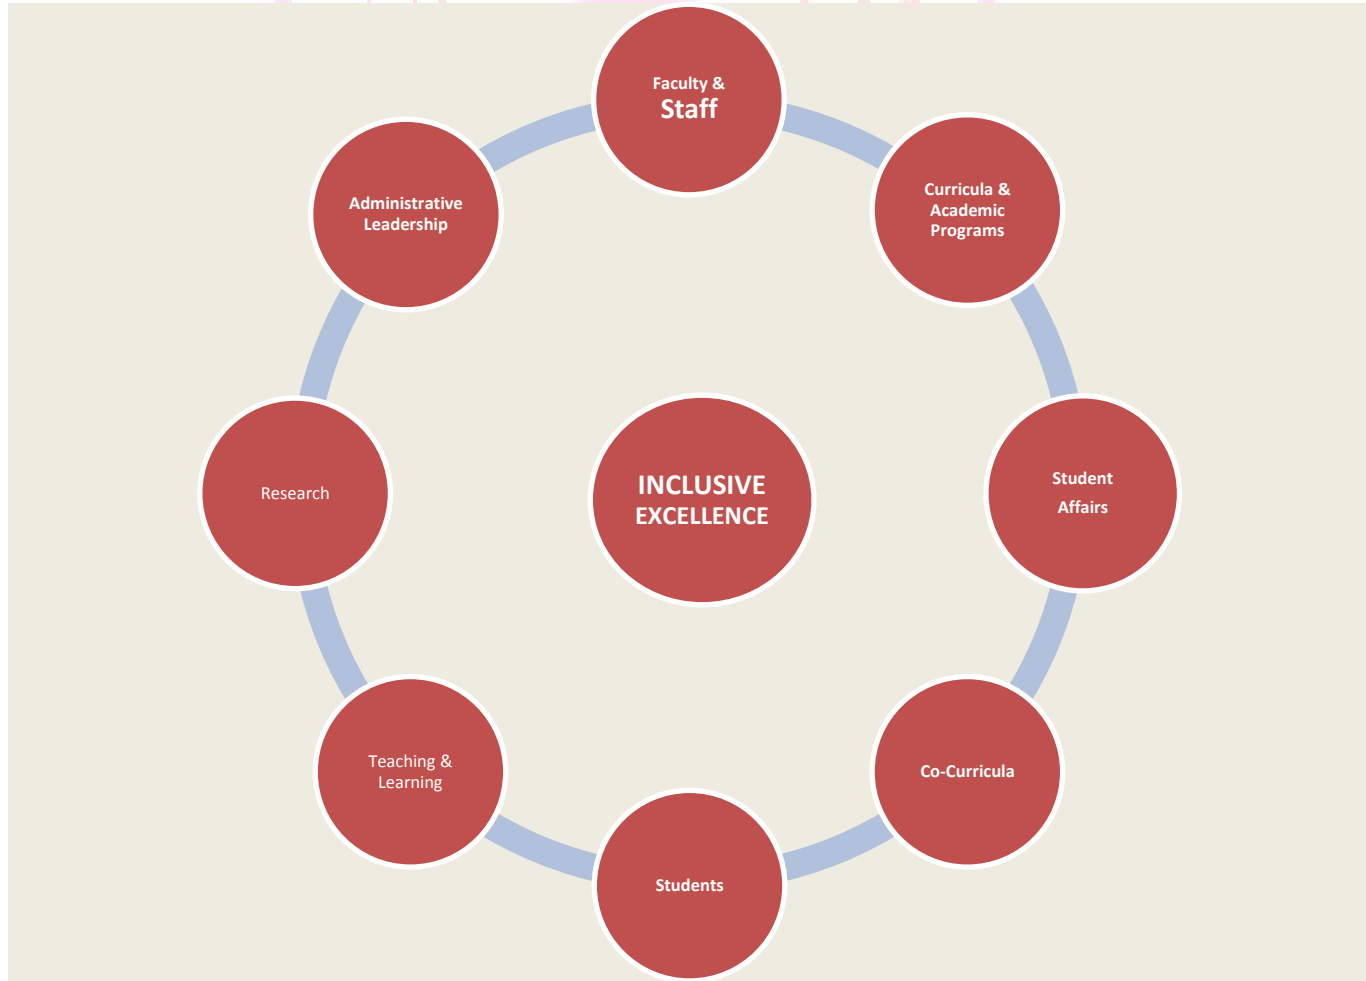 Faculty &
Staff
Curricula &
Academic
Programs
Administrative
Leadership
Student
Affairs
INCLUSIVE
EXCELLENCE
Research
Co-Curricula
Teaching &
Learning
Students